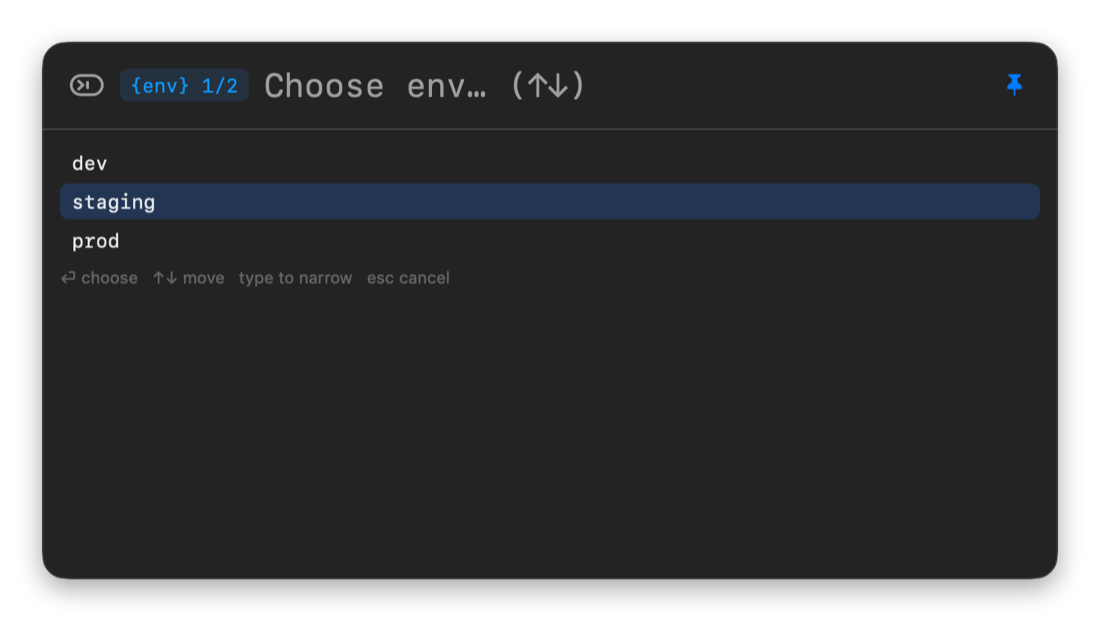 {env} 1/2 Choose env… (↑↓)
dev
staging
prod
⏎ choose ↑↓ move type to narrow esc cancel